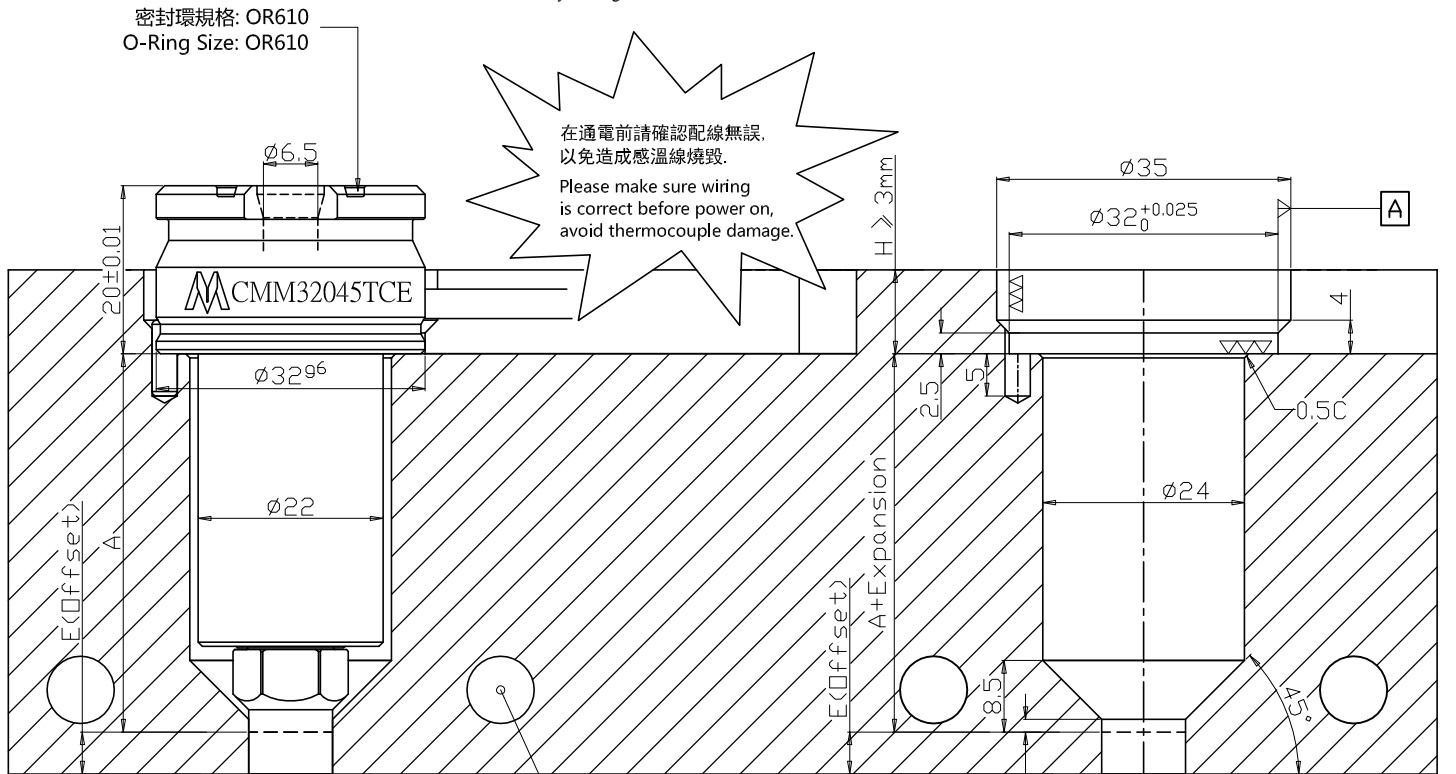 密封環規格: OR610
O-Ring Size: OR610
在通電前請確認配線無誤,
以免造成感溫線燒毀.
Please make sure wiring
is correct before power on,
avoid thermocouple damage.
Ø6.5
20±0.01
CMM32045TCE
Ø32g6
Ø22
A
E(Offset)
H ⩾ 3mm
A+Expansion
E(Offset)
Ø35
Ø32 +0.025 0
A
4
2.5
5
0.5C
Ø24
8.5
45°